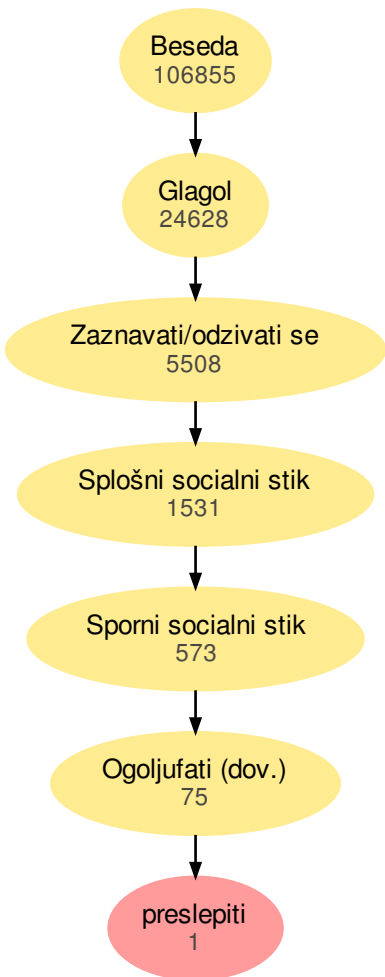 Beseda
106855
Glagol
24628
Zaznavati/odzivati se
5508
Splošni socialni stik
1531
Sporni socialni stik
573
Ogoljufati (dov.)
75
preslepiti
1